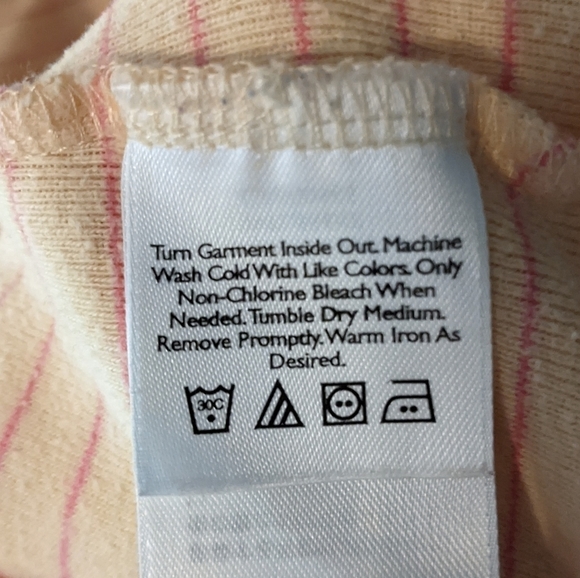 Turn Garment Inside Out. Machine
Wash Cold With Like Colors. Only
Non-Chlorine Bleach When
Needed. Tumble Dry Medium.
Remove Promptly. Warm Iron As
Desired.
30C